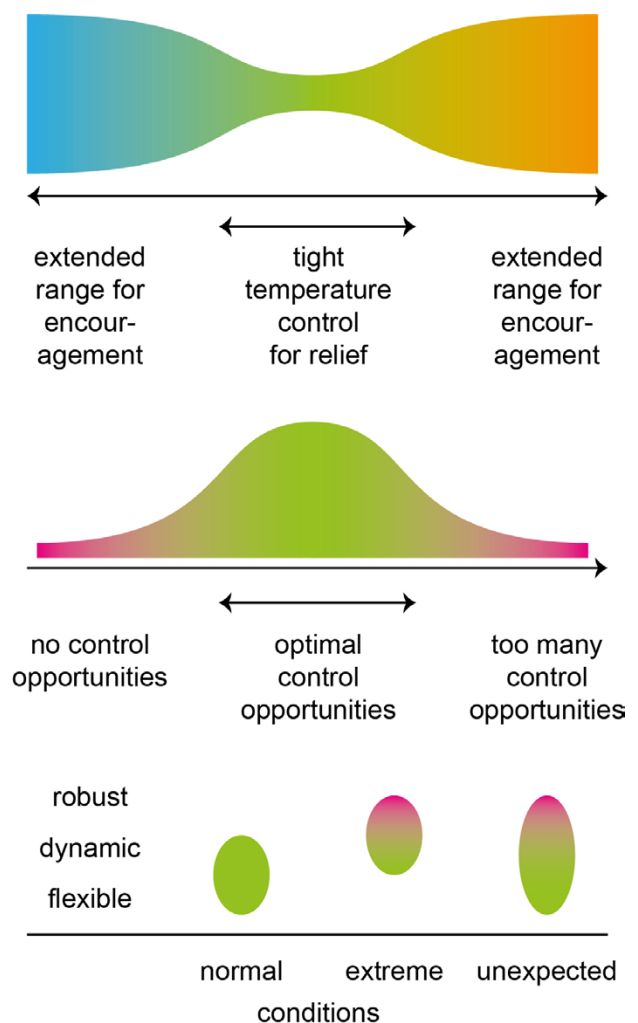 extended
range for
encour-
agement
tight
temperature
control
for relief
extended
range for
encour-
agement
no control
opportunities
optimal
control
opportunities
too many
control
opportunities
robust
dynamic
flexible
normal
extreme
unexpected
conditions